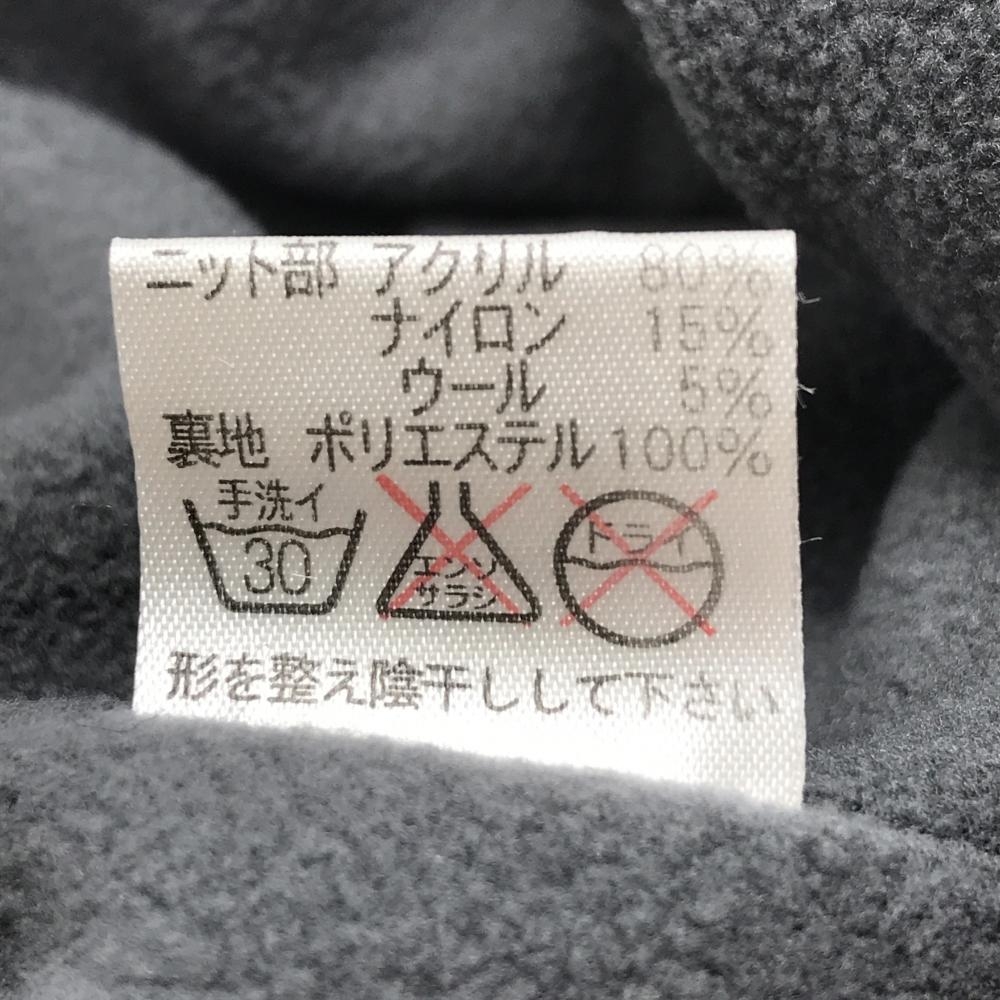 ニット部 アクリル 80%
ナイロン 15%
ウール 5%
裏地 ポリエステル 100%
手洗イ
30
エンソ
サラシ
ドライ
形を整え陰干しして下さい